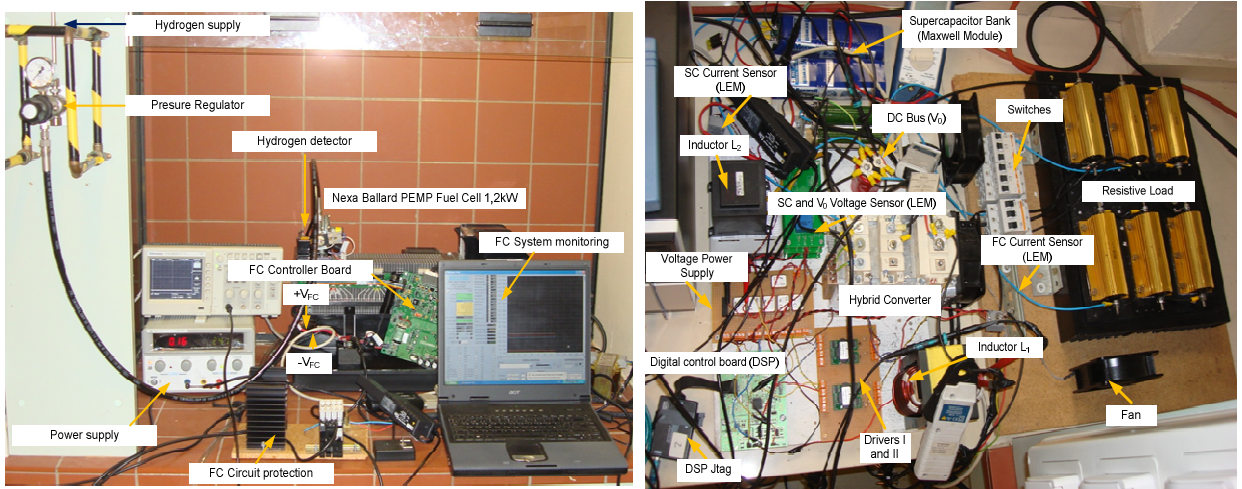 Hydrogen supply
Presure Regulator
Hydrogen detector
Nexa Ballard PEMP Fuel Cell 1,2kW
FC System monitoring
FC Controller Board
+VFC
-VFC
0.16
acer
Power supply
FC Circuit protection
Supercapacitor Bank
(Maxwell Module)
SC Current Sensor
(LEM)
DC Bus (V0)
Switches
Inductor L2
Resistive Load
SC and V0 Voltage Sensor (LEM)
FC Current Sensor
(LEM)
Voltage Power
Supply
Hybrid Converter
Inductor L1
Digital control board (DSP)
Fan
Drivers I
and II
DSP Jtag